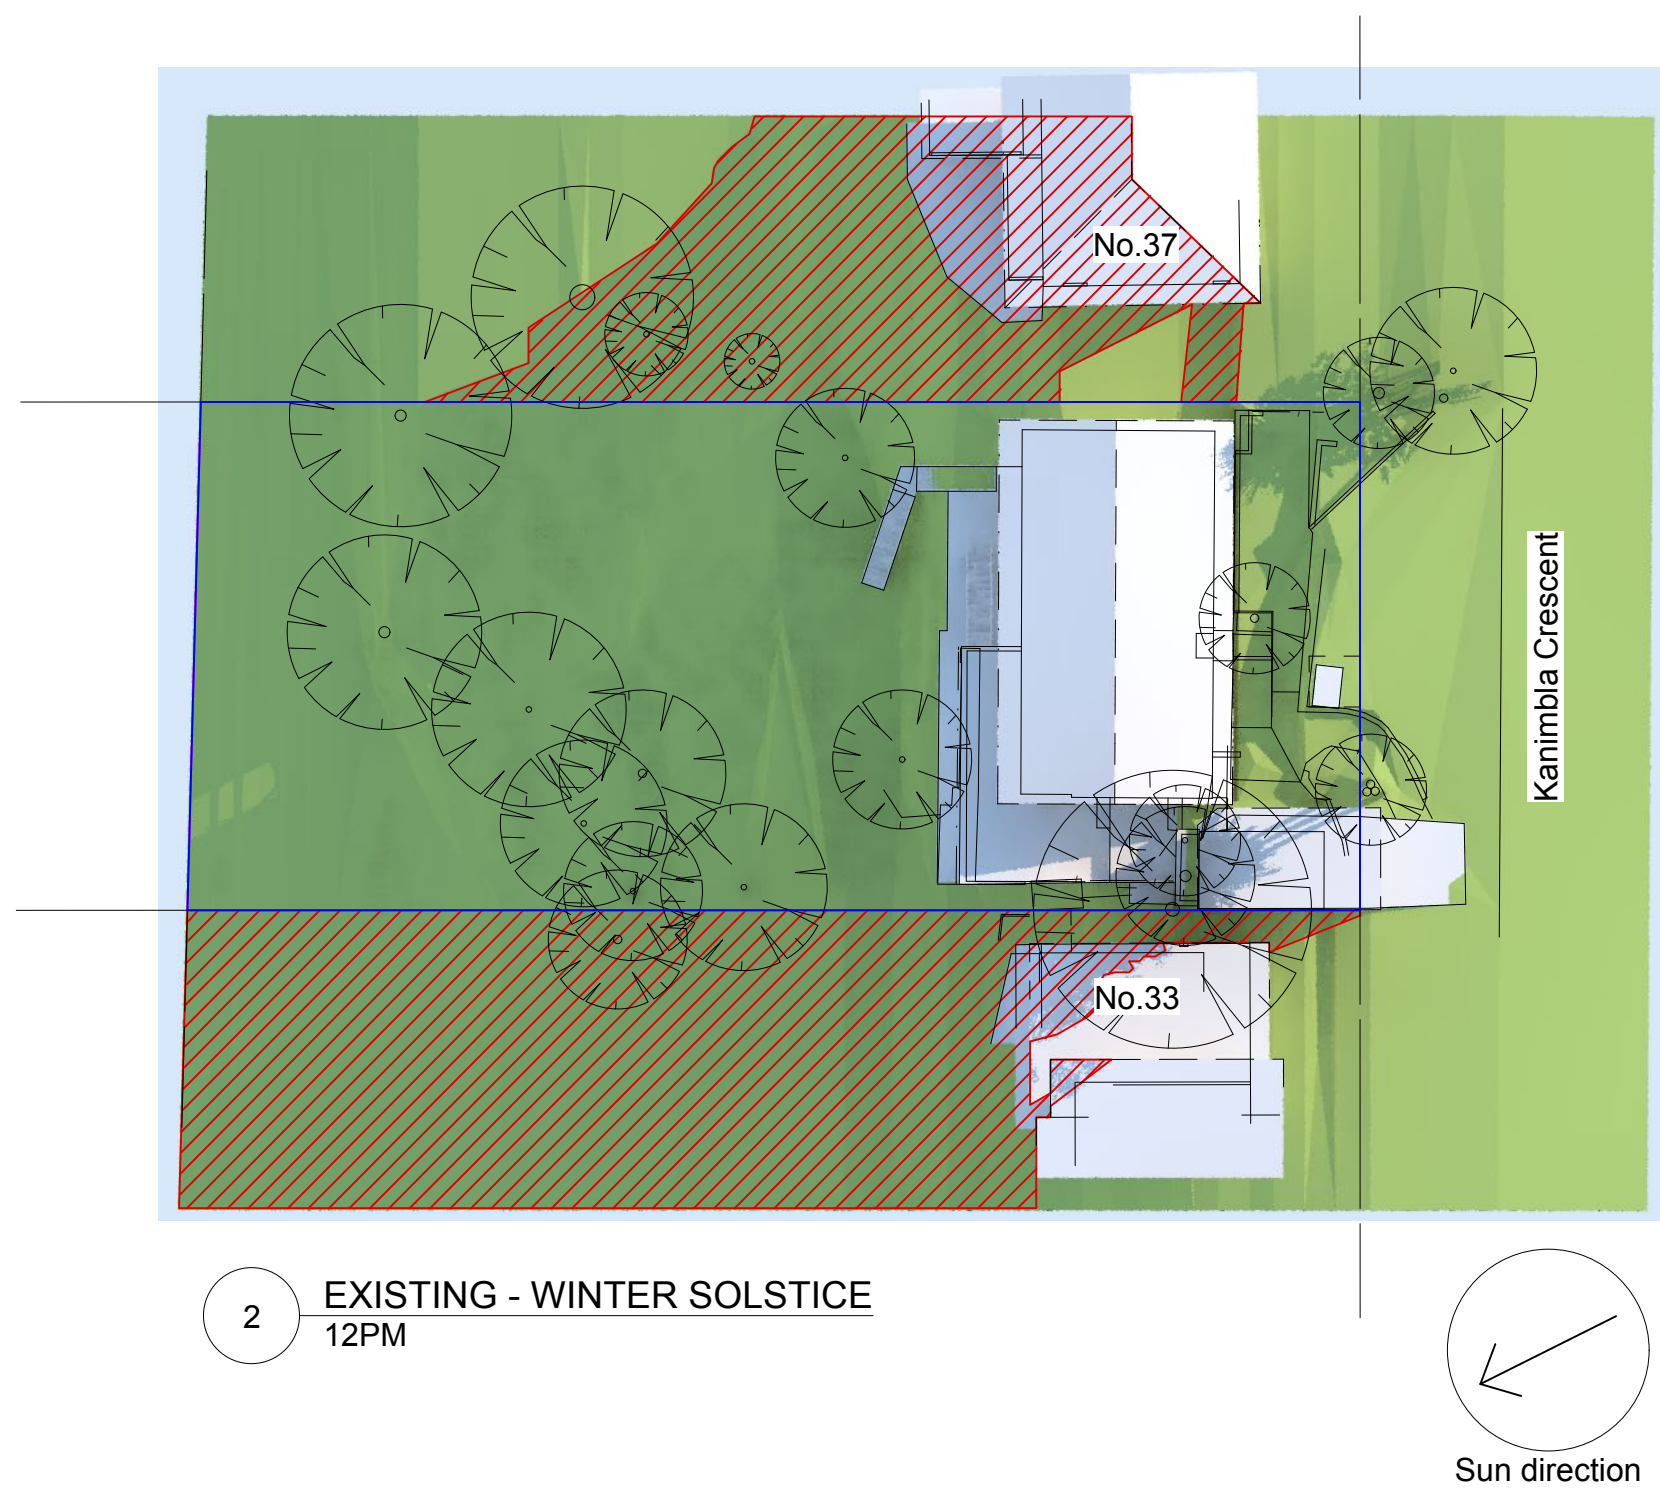 No.37
Kanimbla Crescent
No.33
2
EXISTING - WINTER SOLSTICE
12PM
Sun direction